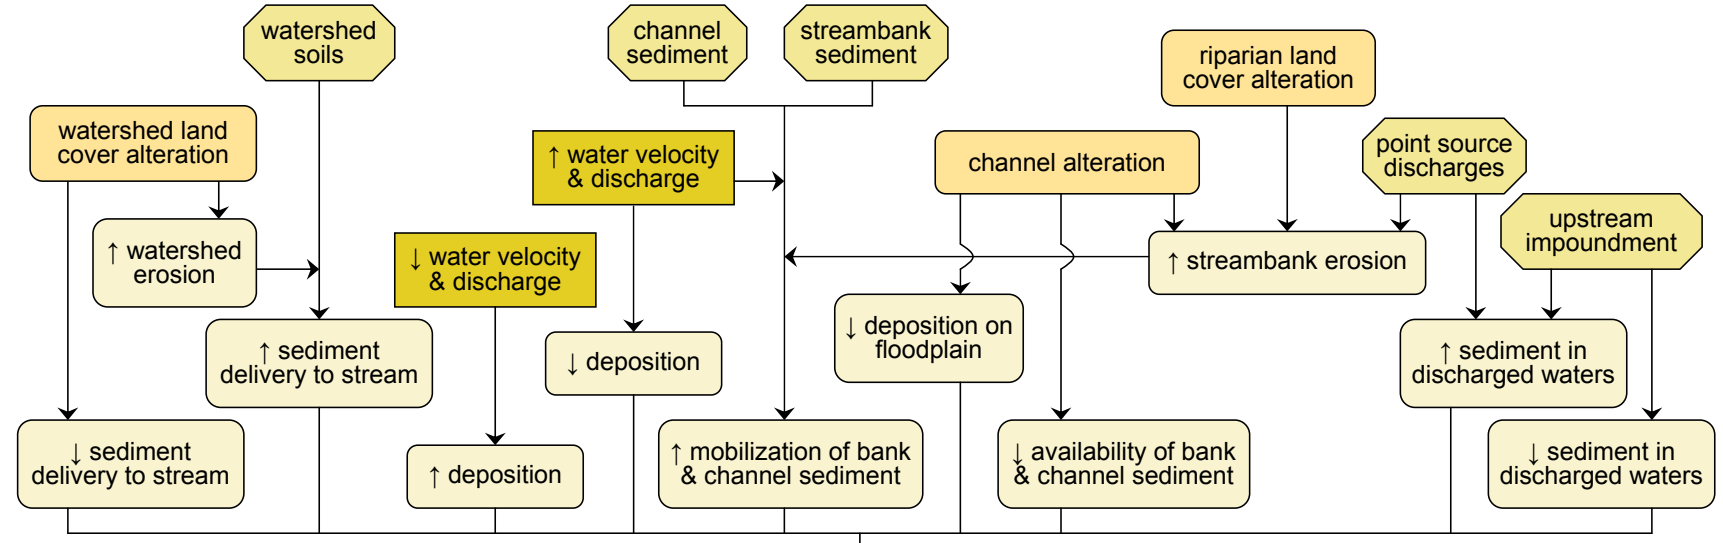 watershed
soils
channel
sediment
streambank
sediment
riparian land
cover alteration
watershed land
cover alteration
↑ water velocity
& discharge
channel alteration
point source
discharges
↑ watershed
erosion
↓ water velocity
& discharge
↑ streambank erosion
upstream
impoundment
↑ sediment
delivery to stream
↓ deposition
↓ deposition on
floodplain
↑ sediment in
discharged waters
↓ sediment
delivery to stream
↑ deposition
↑ mobilization of bank
& channel sediment
↓ availability of bank
& channel sediment
↓ sediment in
discharged waters